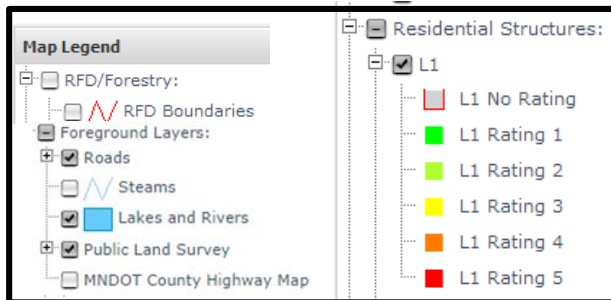 Map Legend
RFD/Forestry:
RFD Boundaries
Foreground Layers:
Roads
Steams
Lakes and Rivers
Public Land Survey
MNDOT County Highway Map
Residential Structures:
L1
L1 No Rating
L1 Rating 1
L1 Rating 2
L1 Rating 3
L1 Rating 4
L1 Rating 5